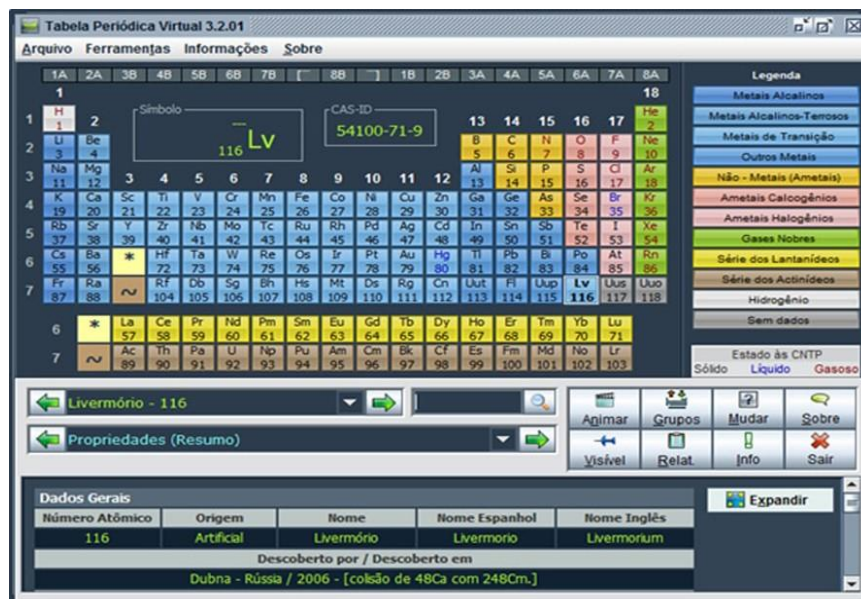 Tabela Periódica Virtual 3.2.01
Arquivo Ferramentas Informações Sobre
1A 2A 3B 4B 5B 6B 7B 8B 1B 2B 3A 4A 5A 6A 7A 8A
Legenda
1 18
Metais Alcalinos
Símbolo
CAS-ID
1 H He
1 2
2 13 14 15 16 17
Metais Alcalinos-Terrosos
116 Lv
54100-71-9
2 Li Be B C N O F Ne
3 4 5 6 7 8 9 10
Metais de Transição
Outros Metais
3 Na Mg Al Si P S Cl Ar
11 12 3 4 5 6 7 8 9 10 11 12 13 14 15 16 17 18
Não - Metais (Ametais)
4 K Ca Sc Ti V Cr Mn Fe Co Ni Cu Zn Ga Ge As Se Br Kr
19 20 21 22 23 24 25 26 27 28 29 30 31 32 33 34 35 36
Ametais Calcogênios
Ametais Halogênios
5 Rb Sr Y Zr Nb Mo Tc Ru Rh Pd Ag Cd In Sn Sb Te I Xe
37 38 39 40 41 42 43 44 45 46 47 48 49 50 51 52 53 54
Gases Nobres
6 Cs Ba * Hf Ta W Re Os Ir Pt Au Hg Tl Pb Bi Po At Rn
55 56 72 73 74 75 76 77 78 79 80 81 82 83 84 85 86
Série dos Lantanídeos
Série dos Actinídeos
7 Fr Ra ~ Rf Db Sg Bh Hs Mt Ds Rg Cn Uut Fl Uup Lv Uus Uuo
87 88 104 105 106 107 108 109 110 111 112 113 114 115 116 117 118
Hidrogênio
Sem dados
6 * La Ce Pr Nd Pm Sm Eu Gd Tb Dy Ho Er Tm Yb Lu
57 58 59 60 61 62 63 64 65 66 67 68 69 70 71
7 ~ Ac Th Pa U Np Pu Am Cm Bk Cf Es Fm Md No Lr
89 90 91 92 93 94 95 96 97 98 99 100 101 102 103
Estado às CNTP
Sólido Líquido Gasoso
Livermório - 116
Animar Grupos Mudar Sobre
Propriedades (Resumo)
Visível Relat. Info Sair
Dados Gerais
Expandir
Número Atômico Origem Nome Nome Espanhol Nome Inglês
116 Artificial Livermório Livermorio Livermorium
Descoberto por / Descoberto em
Dubna - Rússia / 2006 - [colisão de 48Ca com 248Cm.]